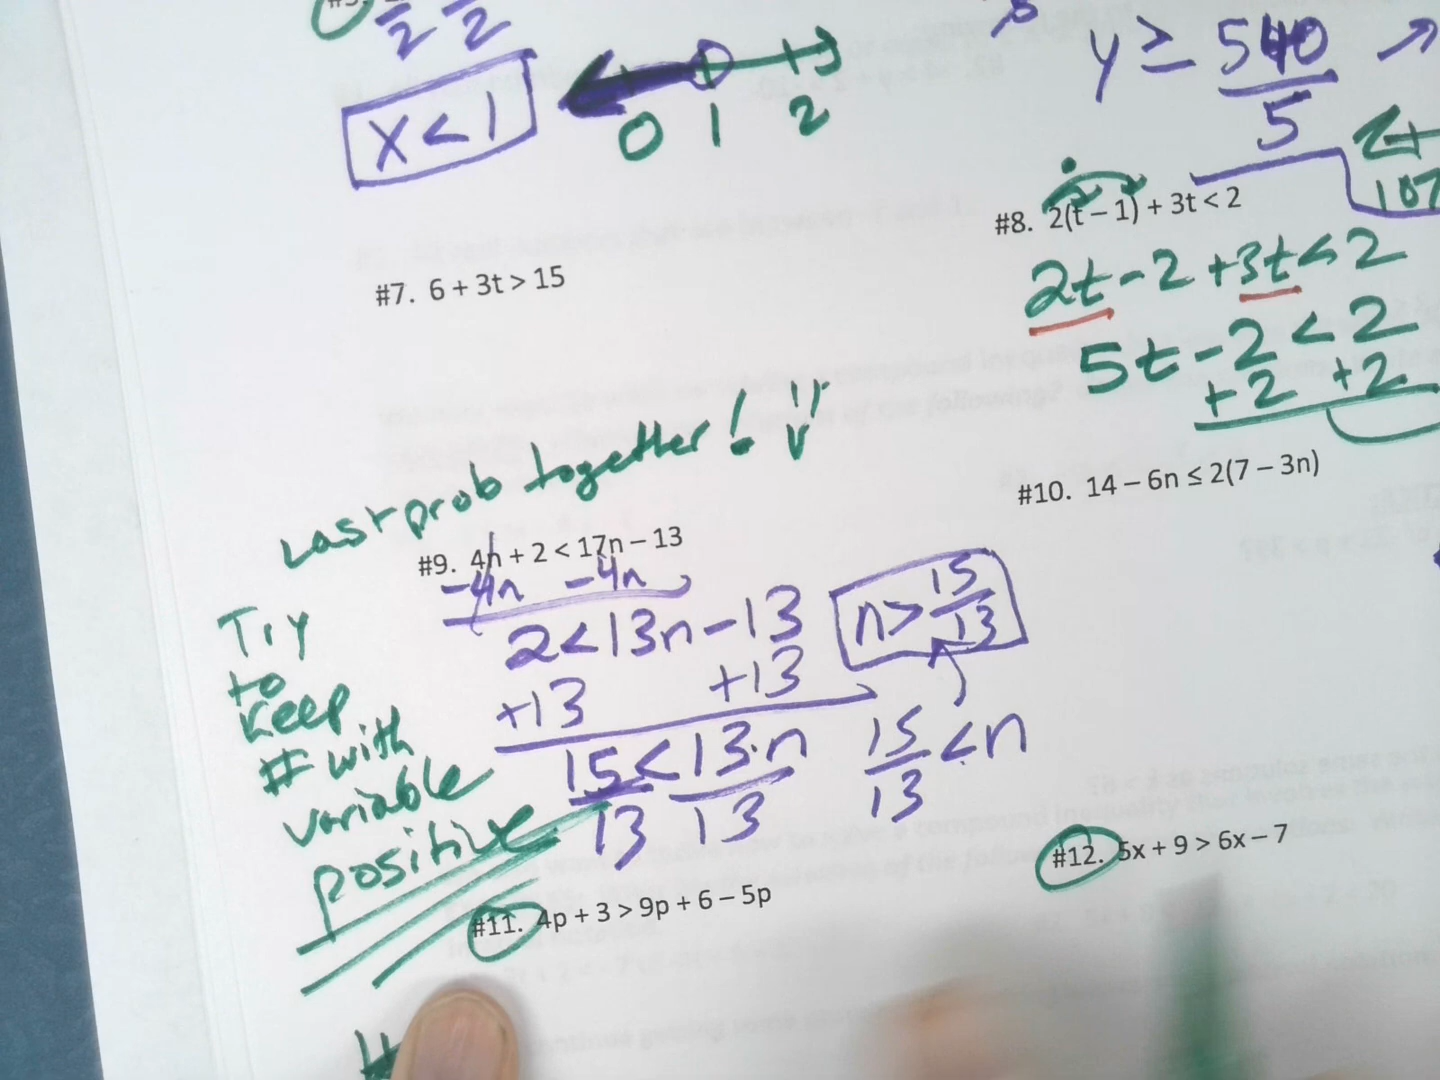 2 2
x < 1
0 1 2
y ≥ 540
5
107
#7. 6 + 3t > 15
#8. 2(t – 1) + 3t < 2
2t - 2 + 3t < 2
5t - 2 < 2
+2 +2
Last prob together!
#9. 4n + 2 < 17n – 13
-4n -4n
2 < 13n - 13
+13 +13
15 < 13·n
13 13
15 < n
13
n > 15
13
Try
to
keep
# with
variable
positive
#10. 14 – 6n ≤ 2(7 – 3n)
#11. 4p + 3 > 9p + 6 – 5p
#12. 5x + 9 > 6x – 7